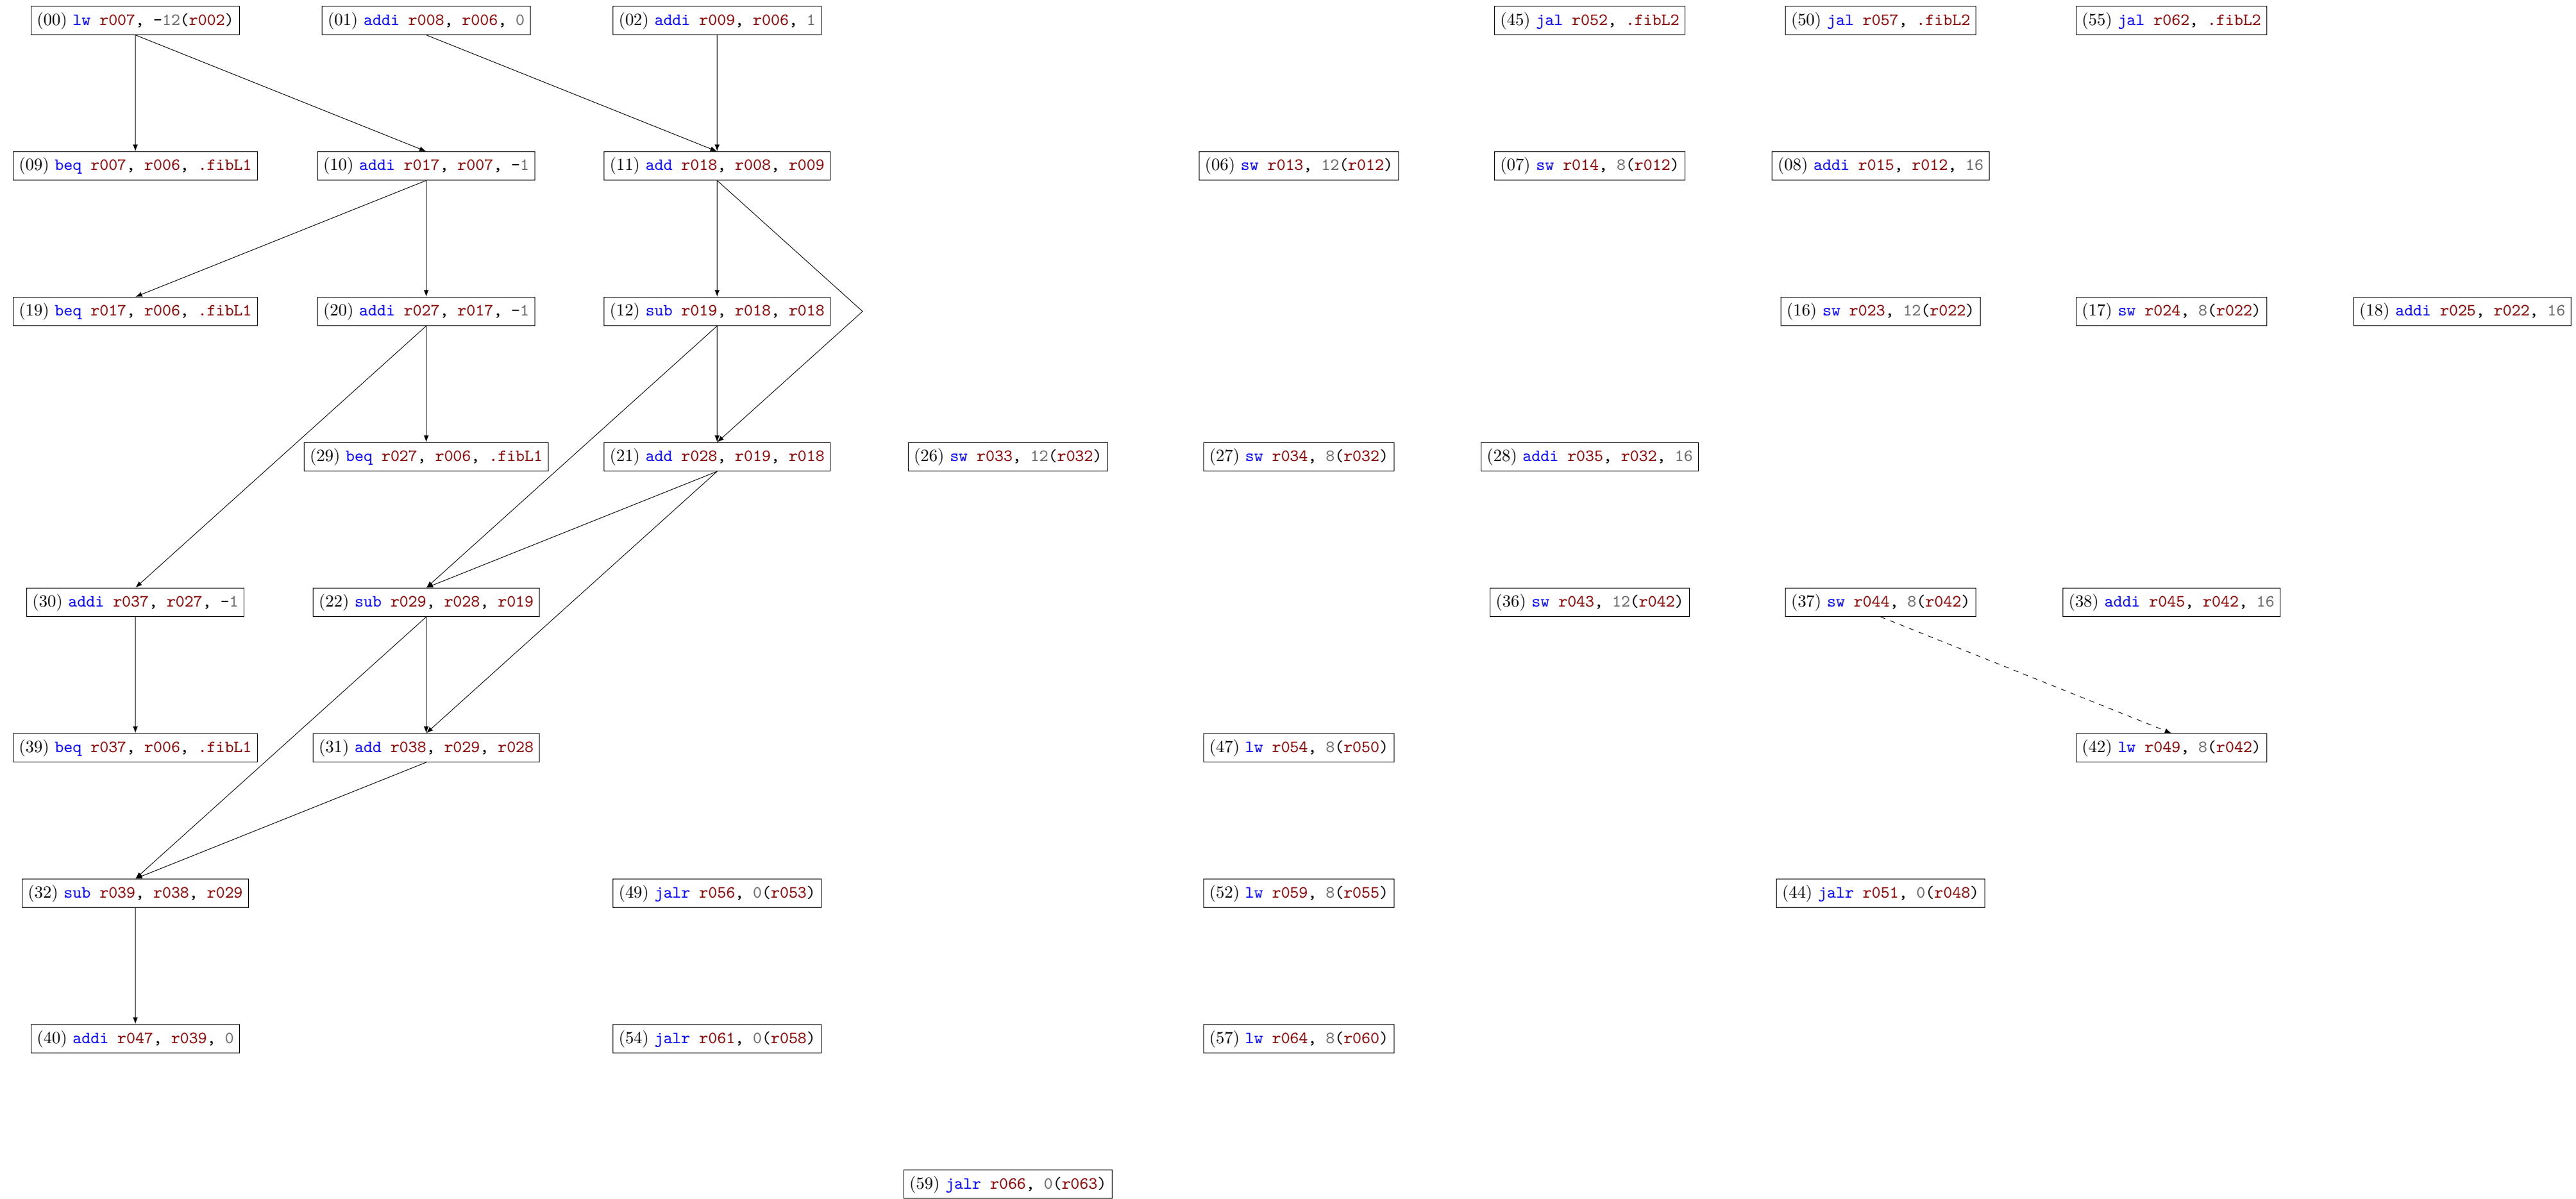 (00) lw r007, -12(r002)
(01) addi r008, r006, 0
(02) addi r009, r006, 1
(45) jal r052, .fibL2
(50) jal r057, .fibL2
(55) jal r062, .fibL2
(09) beq r007, r006, .fibL1
(10) addi r017, r007, -1
(11) add r018, r008, r009
(06) sw r013, 12(r012)
(07) sw r014, 8(r012)
(08) addi r015, r012, 16
(19) beq r017, r006, .fibL1
(20) addi r027, r017, -1
(12) sub r019, r018, r018
(16) sw r023, 12(r022)
(17) sw r024, 8(r022)
(18) addi r025, r022, 16
(29) beq r027, r006, .fibL1
(21) add r028, r019, r018
(26) sw r033, 12(r032)
(27) sw r034, 8(r032)
(28) addi r035, r032, 16
(30) addi r037, r027, -1
(22) sub r029, r028, r019
(36) sw r043, 12(r042)
(37) sw r044, 8(r042)
(38) addi r045, r042, 16
(39) beq r037, r006, .fibL1
(31) add r038, r029, r028
(47) lw r054, 8(r050)
(42) lw r049, 8(r042)
(32) sub r039, r038, r029
(49) jalr r056, 0(r053)
(52) lw r059, 8(r055)
(44) jalr r051, 0(r048)
(40) addi r047, r039, 0
(54) jalr r061, 0(r058)
(57) lw r064, 8(r060)
(59) jalr r066, 0(r063)